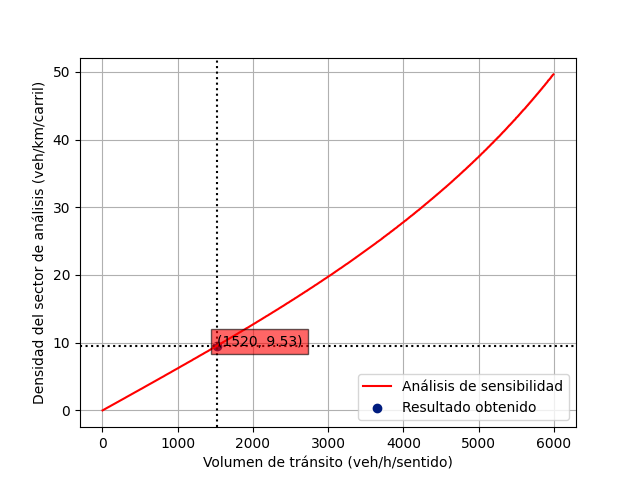 50
40
30
20
10
0
Densidad del sector de análisis (veh/km/carril)
(1520, 9.53)
Análisis de sensibilidad
Resultado obtenido
0 1000 2000 3000 4000 5000 6000
Volumen de tránsito (veh/h/sentido)